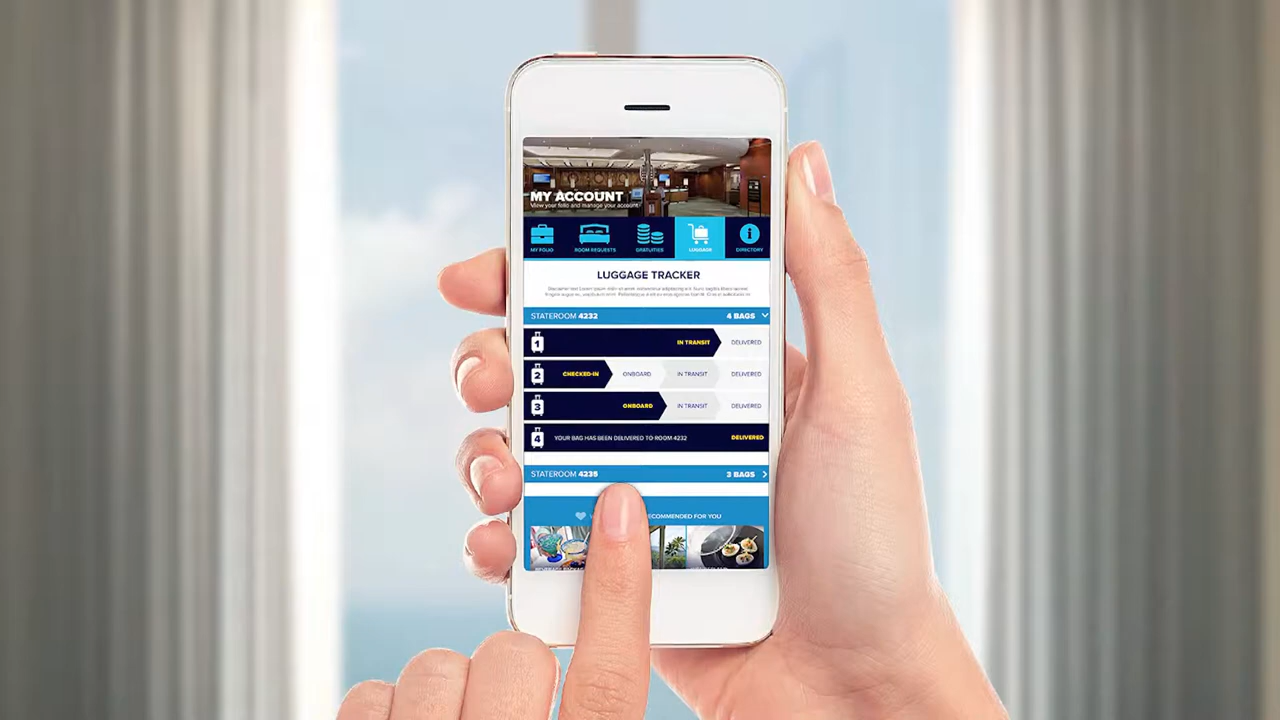 MY ACCOUNT
View your folio and manage your account.
MY FOLIO
ROOM REQUESTS
GRATUITIES
LUGGAGE
DIRECTORY
LUGGAGE TRACKER
STATEROOM 4232 4 BAGS
1 IN TRANSIT DELIVERED
2 CHECKED-IN ONBOARD IN TRANSIT DELIVERED
3 ONBOARD IN TRANSIT DELIVERED
4 YOUR BAG HAS BEEN DELIVERED TO ROOM 4232 DELIVERED
STATEROOM 4235 3 BAGS
FOR YOU
BEVERAGE